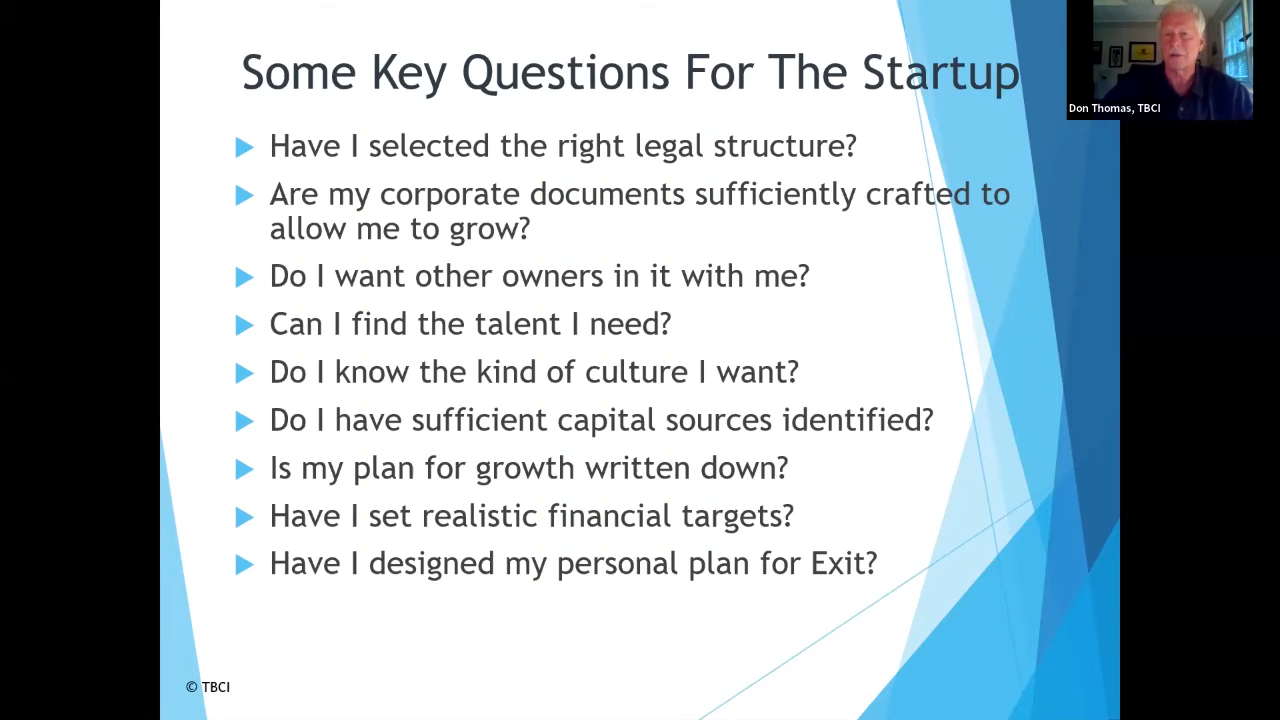 Some Key Questions For The Startup
Don Thomas, TBCI
Have I selected the right legal structure?
Are my corporate documents sufficiently crafted to
allow me to grow?
Do I want other owners in it with me?
Can I find the talent I need?
Do I know the kind of culture I want?
Do I have sufficient capital sources identified?
Is my plan for growth written down?
Have I set realistic financial targets?
Have I designed my personal plan for Exit?
© TBCI